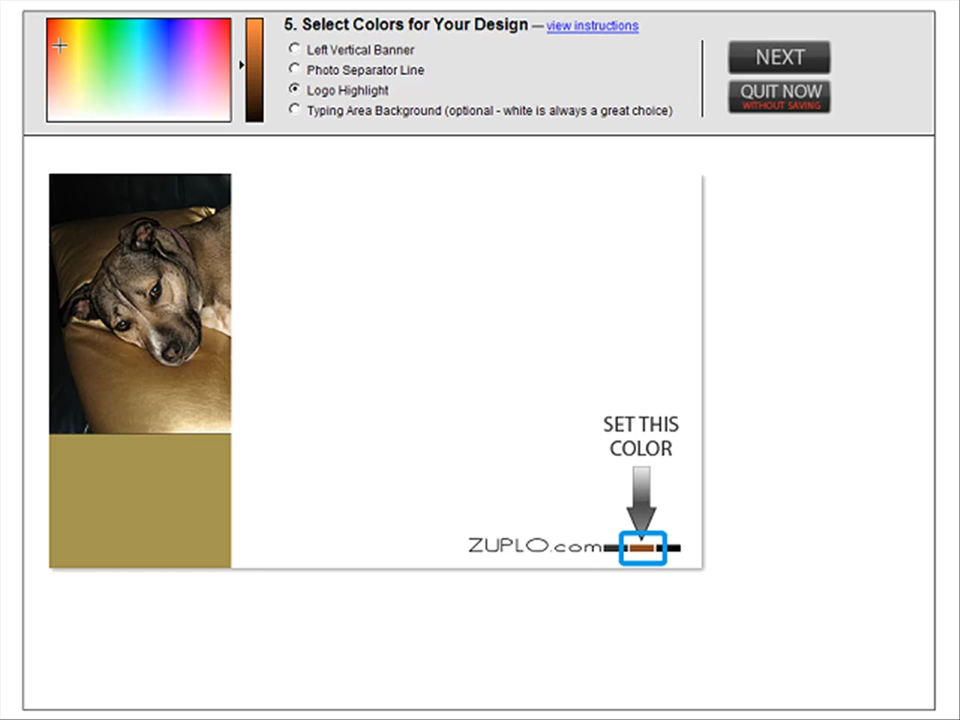 5. Select Colors for Your Design — view instructions
Left Vertical Banner
Photo Separator Line
Logo Highlight
Typing Area Background (optional - white is always a great choice)
NEXT
QUIT NOW
WITHOUT SAVING
SET THIS
COLOR
ZUPLO.com